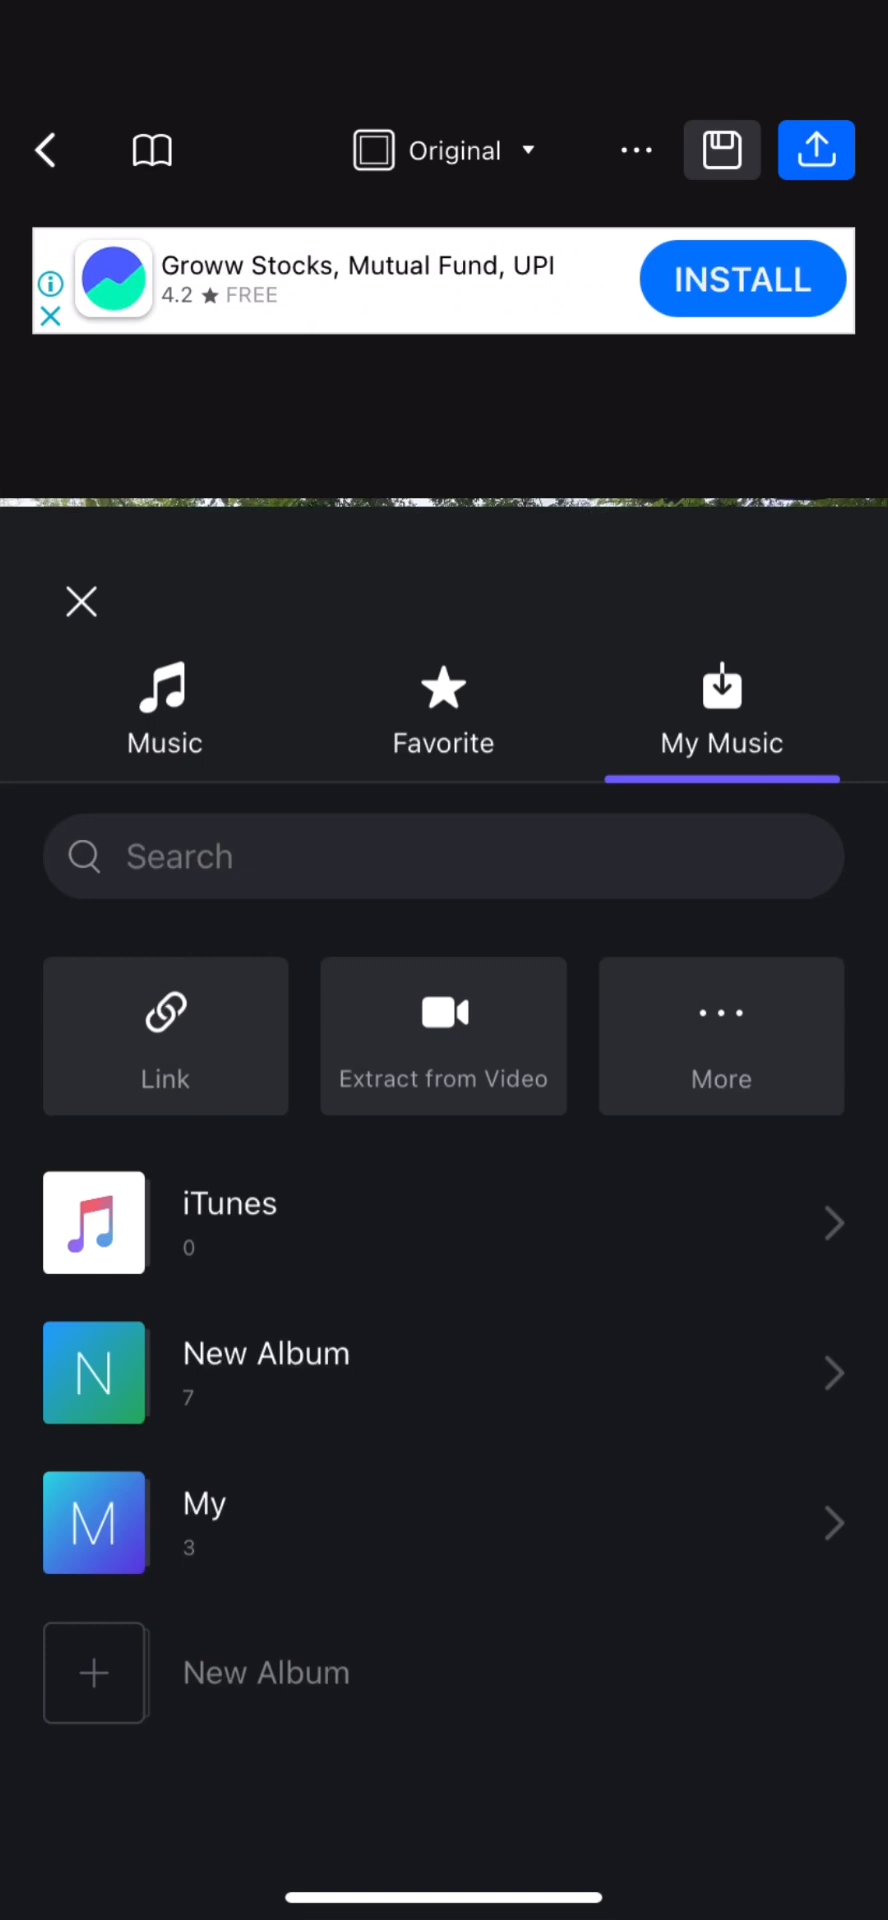 Original
Groww Stocks, Mutual Fund, UPI
4.2 ★ FREE
INSTALL
Music
Favorite
My Music
Search
Link
Extract from Video
More
iTunes
0
N
New Album
7
M
My
3
New Album